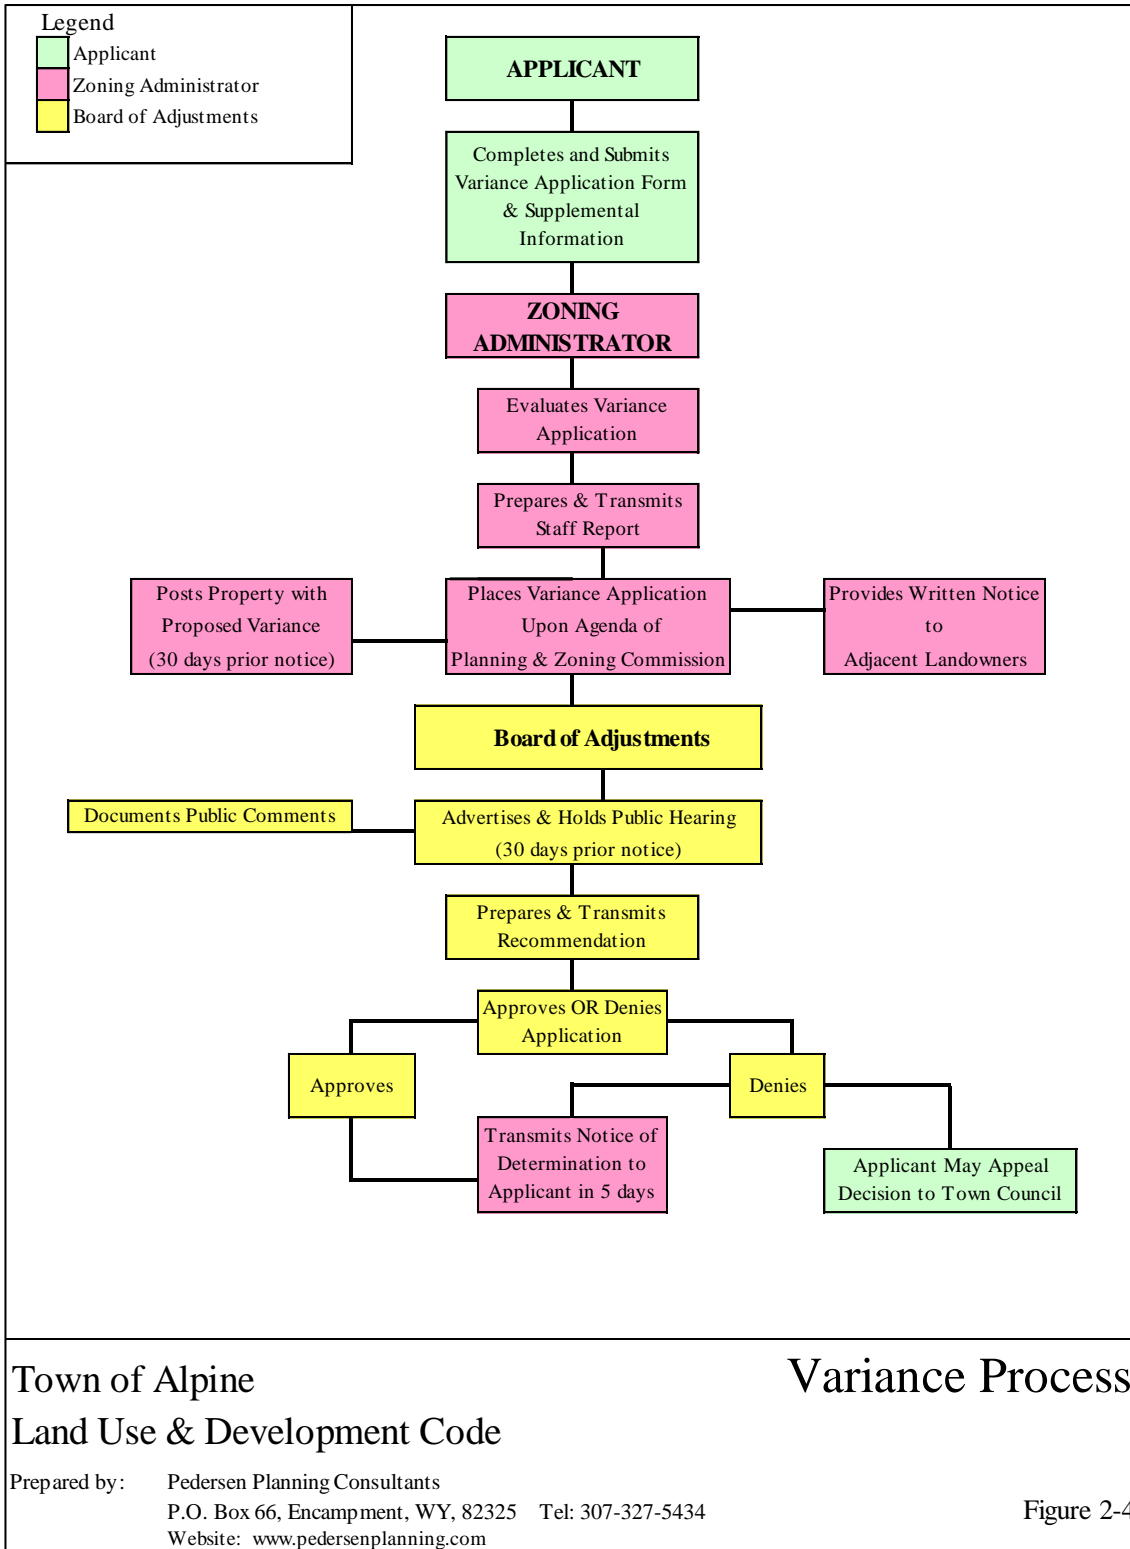 Legend
Applicant
Zoning Administrator
Board of Adjustments
APPLICANT
Completes and Submits
Variance Application Form
& Supplemental
Information
ZONING
ADMINISTRATOR
Evaluates Variance
Application
Prepares & Transmits
Staff Report
Posts Property with
Proposed Variance
(30 days prior notice)
Places Variance Application
Upon Agenda of
Planning & Zoning Commission
Provides Written Notice
to
Adjacent Landowners
Board of Adjustments
Documents Public Comments
Advertises & Holds Public Hearing
(30 days prior notice)
Prepares & Transmits
Recommendation
Approves OR Denies
Application
Approves
Denies
Transmits Notice of
Determination to
Applicant in 5 days
Applicant May Appeal
Decision to Town Council
Town of Alpine
Variance Process
Land Use & Development Code
Prepared by: Pedersen Planning Consultants
P.O. Box 66, Encampment, WY, 82325 Tel: 307-327-5434
Figure 2-4
Website: www.pedersenplanning.com